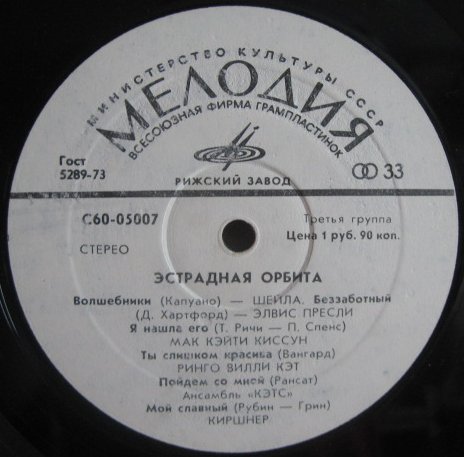 МИНИСТЕРСТВО КУЛЬТУРЫ СССР
МЕЛОДИЯ
ВСЕСОЮЗНАЯ ФИРМА ГРАМПЛАСТИНОК
Гост
5289-73
33
РИЖСКИЙ ЗАВОД
С60-05007
Третья группа
СТЕРЕО
Цена 1 руб. 90 коп.
ЭСТРАДНАЯ ОРБИТА
Волшебники (Капуано) — ШЕЙЛА. Беззаботный
(Д. Хартфорд) — ЭЛВИС ПРЕСЛИ
Я нашла его (Т. Ричи — П. Спенс)
МАК КЭЙТИ КИССУН
Ты слишком красива (Вангард)
РИНГО ВИЛЛИ КЭТ
Пойдем со мной (Рансат)
Ансамбль «КЭТС»
Мой славный (Рубин — Грин)
КИРШНЕР